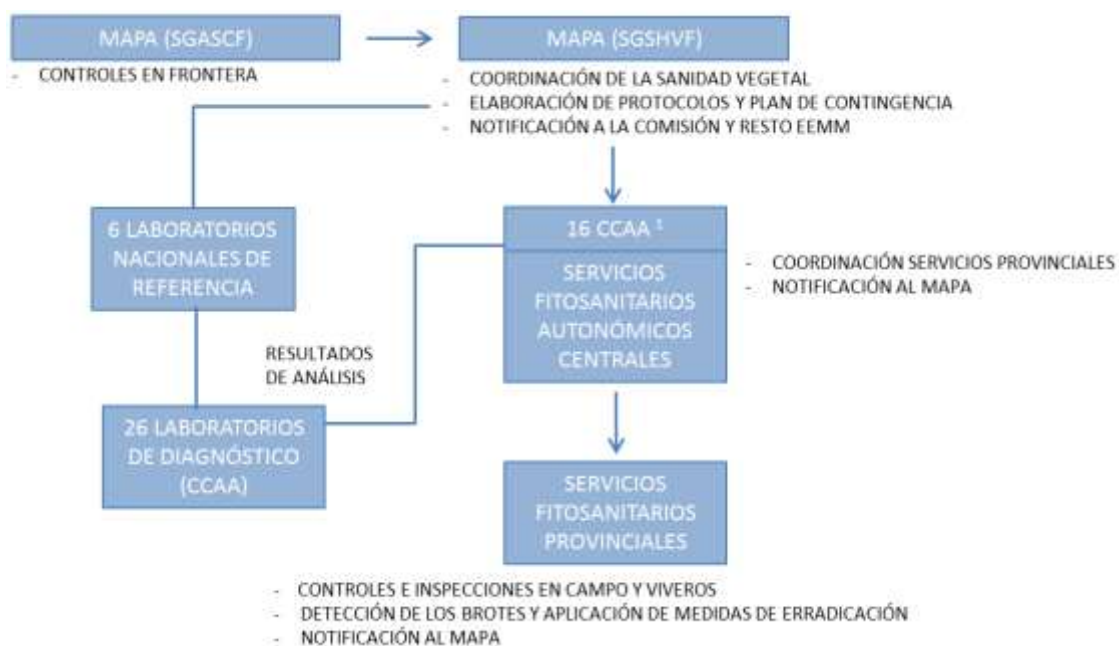 MAPA (SGASCF)
- CONTROLES EN FRONTERA
MAPA (SGSHVF)
- COORDINACIÓN DE LA SANIDAD VEGETAL
- ELABORACIÓN DE PROTOCOLOS Y PLAN DE CONTINGENCIA
- NOTIFICACIÓN A LA COMISIÓN Y RESTO EEMM
6 LABORATORIOS
NACIONALES DE
REFERENCIA
16 CCAA ¹
SERVICIOS
FITOSANITARIOS
AUTONÓMICOS
CENTRALES
- COORDINACIÓN SERVICIOS PROVINCIALES
- NOTIFICACIÓN AL MAPA
RESULTADOS
DE ANÁLISIS
26 LABORATORIOS
DE DIAGNÓSTICO
(CCAA)
SERVICIOS
FITOSANITARIOS
PROVINCIALES
- CONTROLES E INSPECCIONES EN CAMPO Y VIVEROS
- DETECCIÓN DE LOS BROTES Y APLICACIÓN DE MEDIDAS DE ERRADICACIÓN
- NOTIFICACIÓN AL MAPA